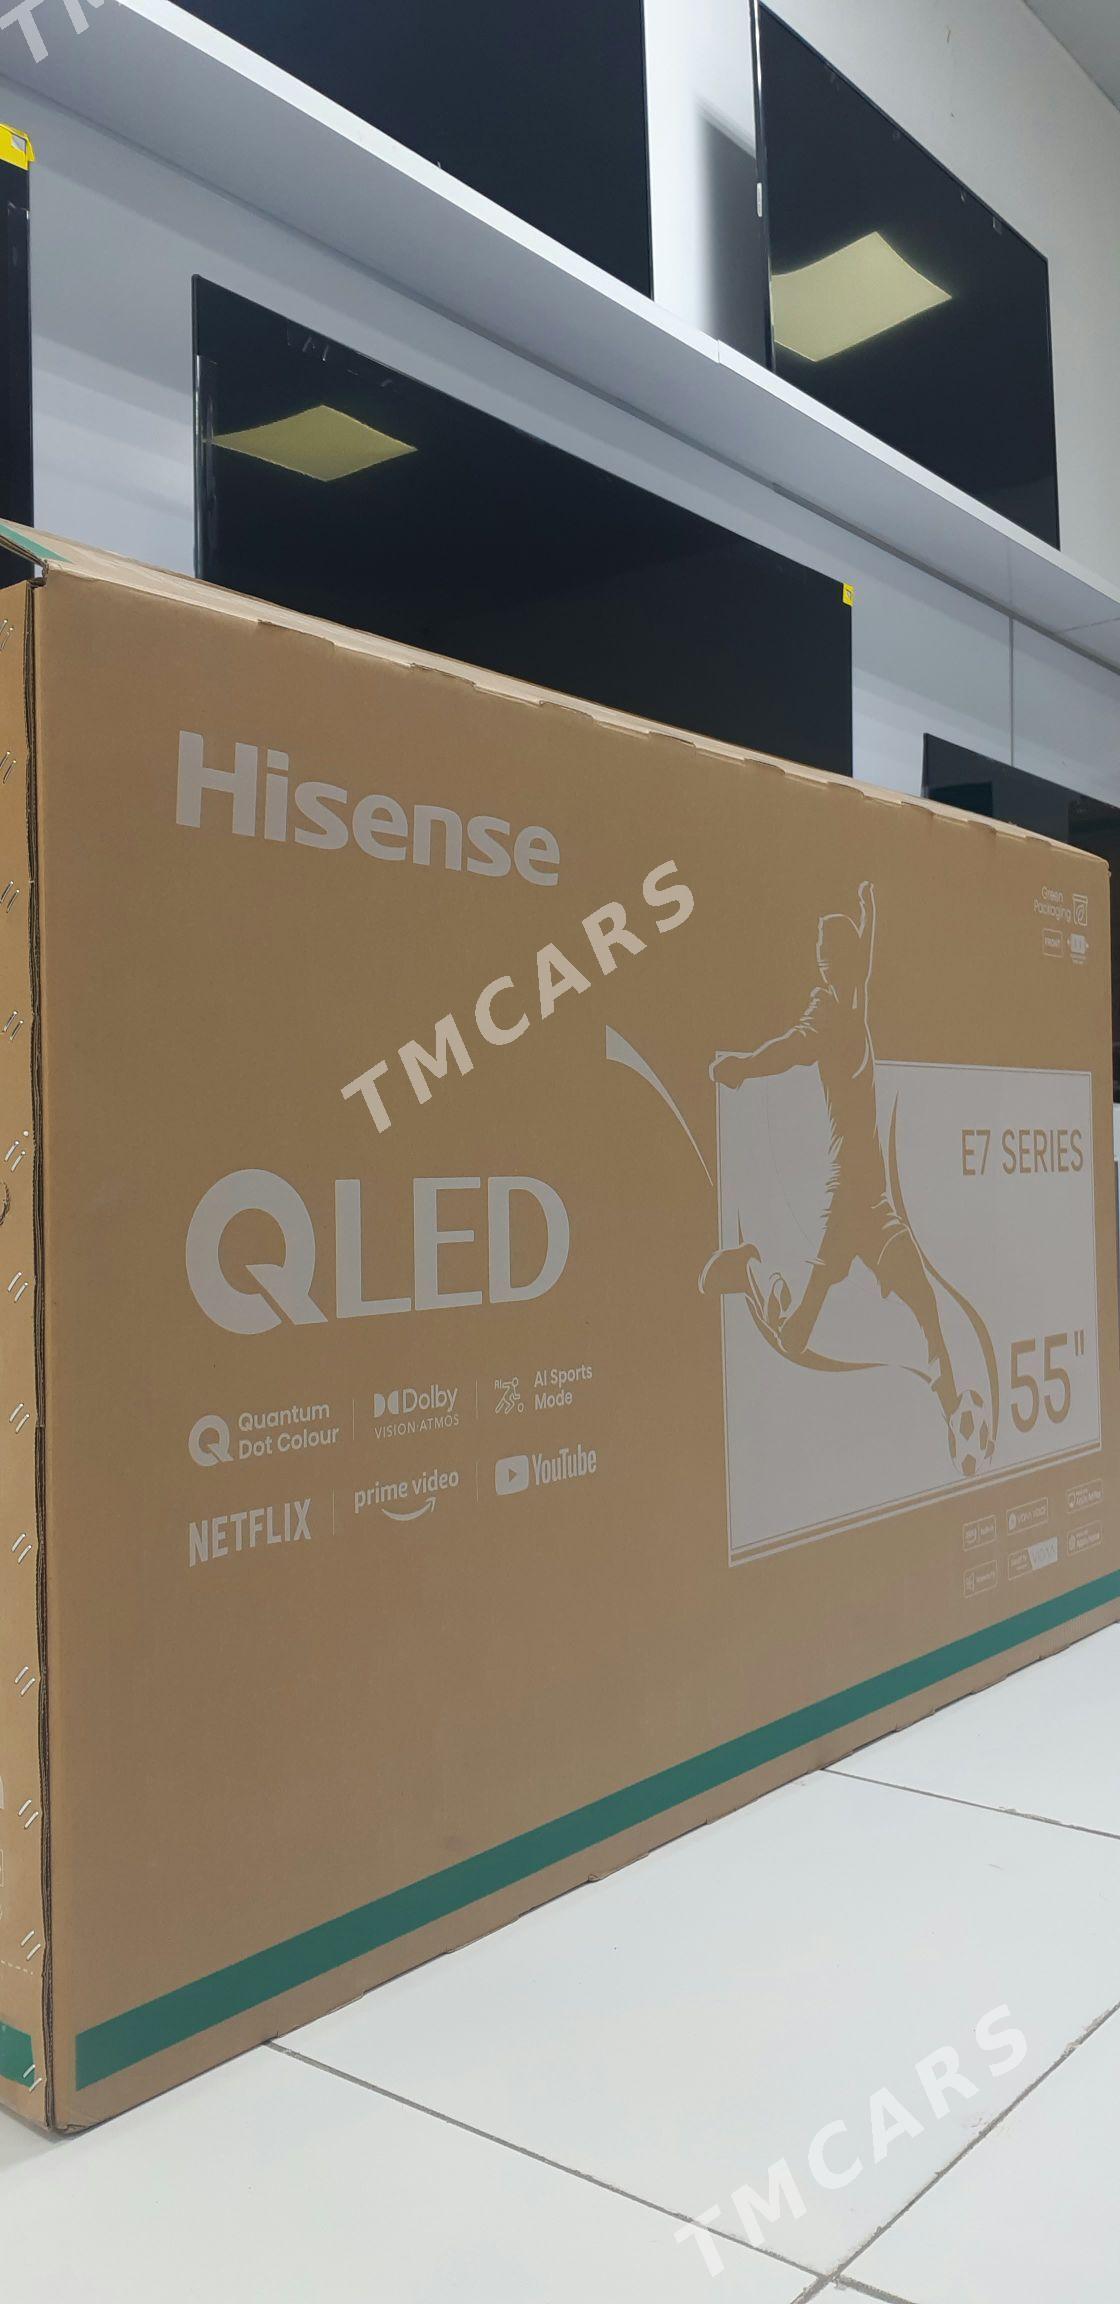 Hisense
Green
Packaging
FRONT
TMCARS
E7 SERIES
QLED
55"
Quantum
Dot Colour
Dolby
VISION·ATMOS
AI Sports
Mode
NETFLIX
prime video
YouTube
TMCARS